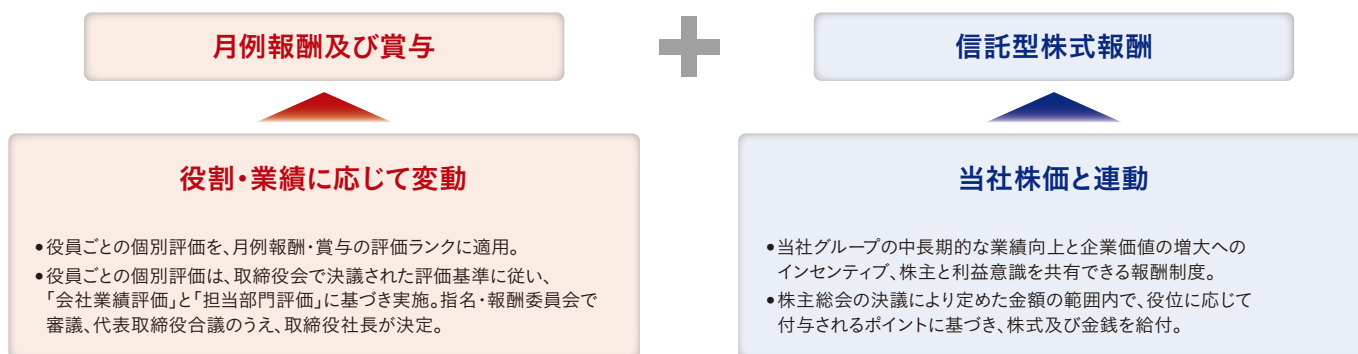 月例報酬及び賞与
役割・業績に応じて変動
•役員ごとの個別評価を、月例報酬・賞与の評価ランクに適用。
•役員ごとの個別評価は、取締役会で決議された評価基準に従い、
「会社業績評価」と「担当部門評価」に基づき実施。指名・報酬委員会で
審議、代表取締役合議のうえ、取締役社長が決定。
信託型株式報酬
当社株価と連動
•当社グループの中長期的な業績向上と企業価値の増大への
インセンティブ、株主と利益意識を共有できる報酬制度。
•株主総会の決議により定めた金額の範囲内で、役位に応じて
付与されるポイントに基づき、株式及び金銭を給付。